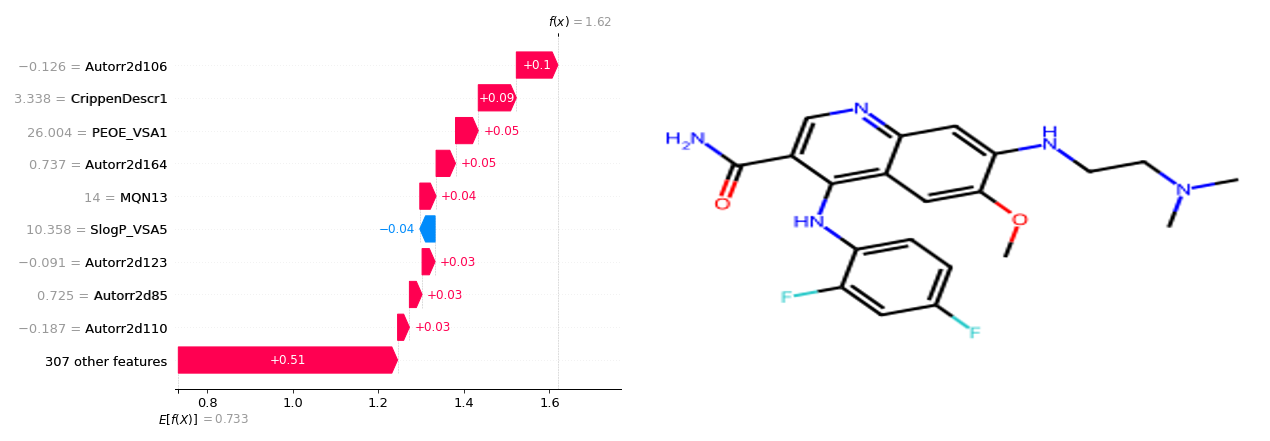 f(x) = 1.62
−0.126 = Autorr2d106
+0.1
3.338 = CrippenDescr1
+0.09
26.004 = PEOE_VSA1
+0.05
0.737 = Autorr2d164
+0.05
14 = MQN13
+0.04
10.358 = SlogP_VSA5
−0.04
−0.091 = Autorr2d123
+0.03
0.725 = Autorr2d85
+0.03
−0.187 = Autorr2d110
+0.03
307 other features
+0.51
0.8 1.0 1.2 1.4 1.6
E[f(X)] = 0.733
N
H₂N
H
N
N
O
HN
O
F
F